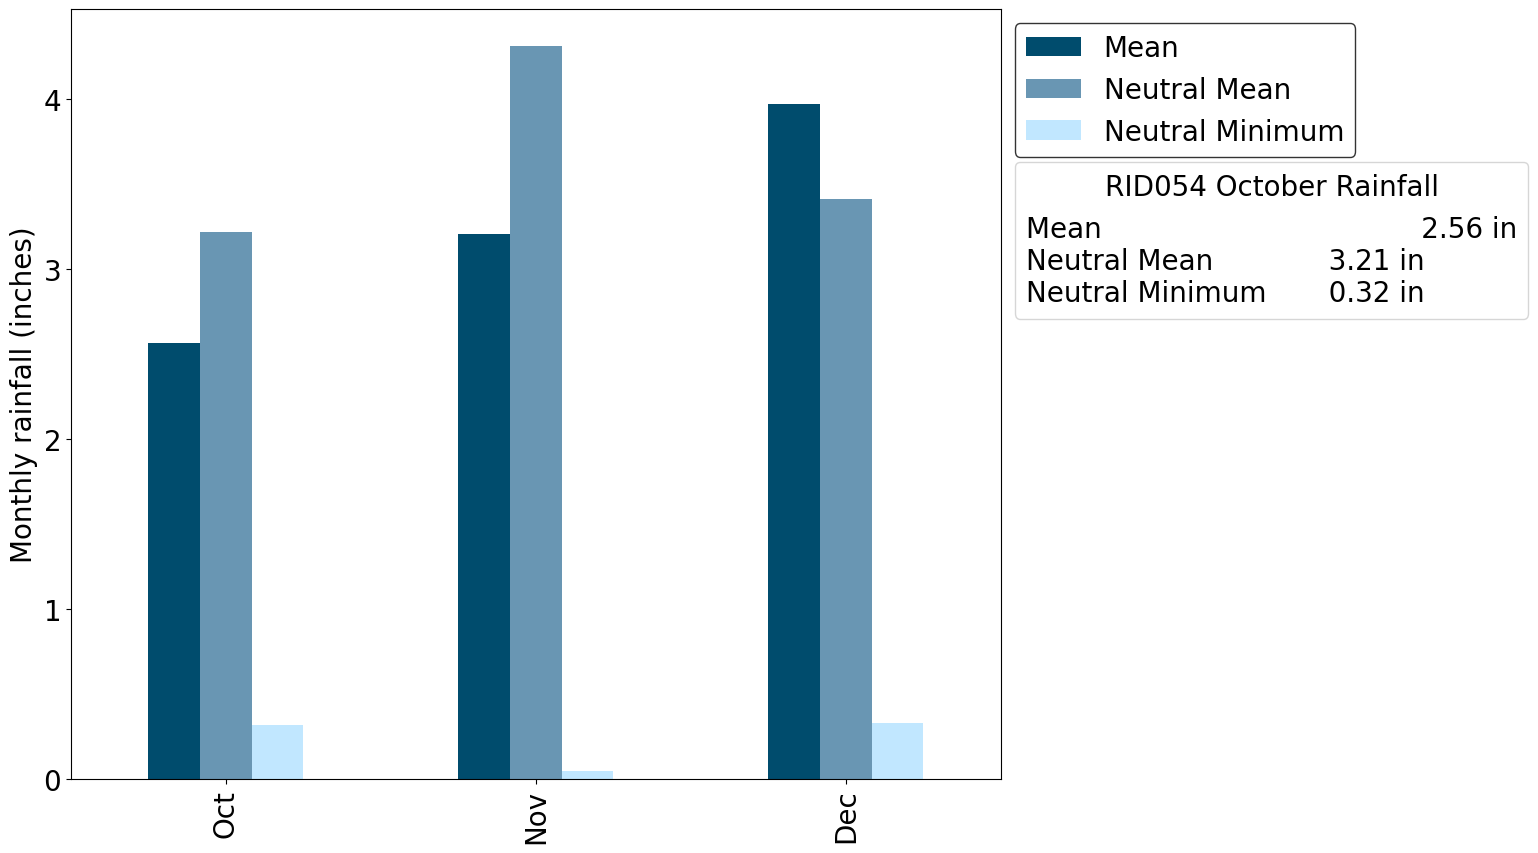 Monthly rainfall (inches)
4
3
2
1
0
Oct
Nov
Dec
Mean
Neutral Mean
Neutral Minimum
RID054 October Rainfall
Mean 2.56 in
Neutral Mean 3.21 in
Neutral Minimum 0.32 in